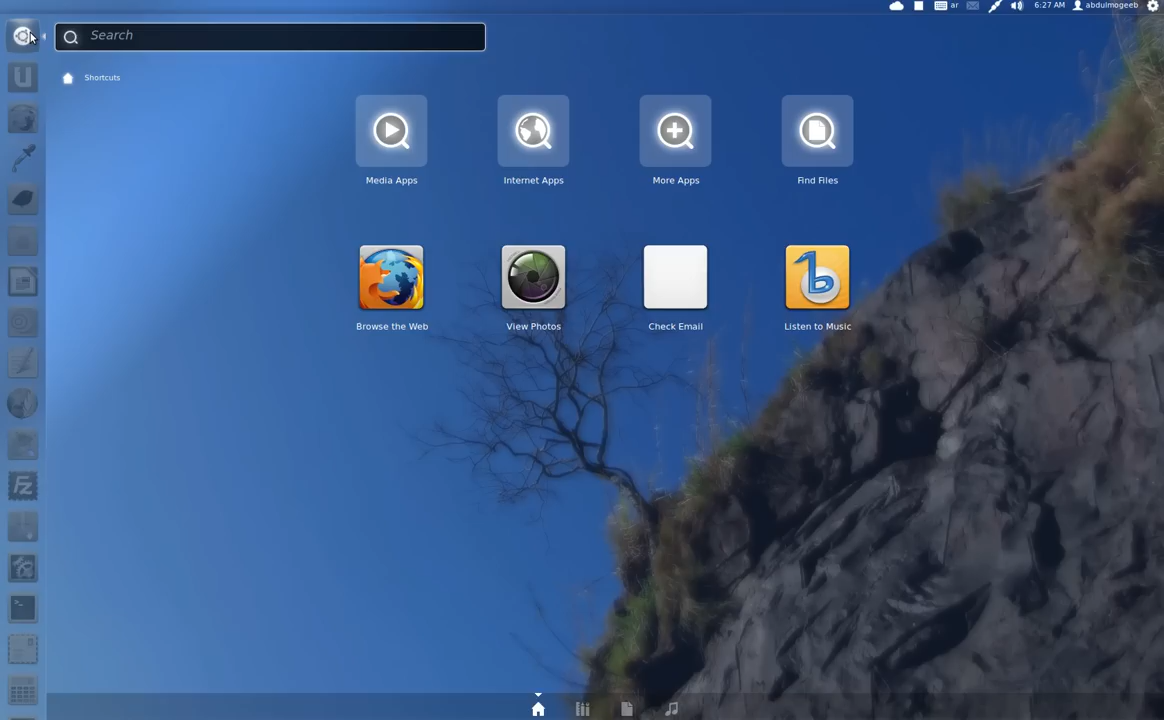 ar
6:27 AM
abdulmogeeb
Search
Shortcuts
Media Apps
Internet Apps
More Apps
Find Files
Browse the Web
View Photos
Check Email
Listen to Music
U
Fz
>_